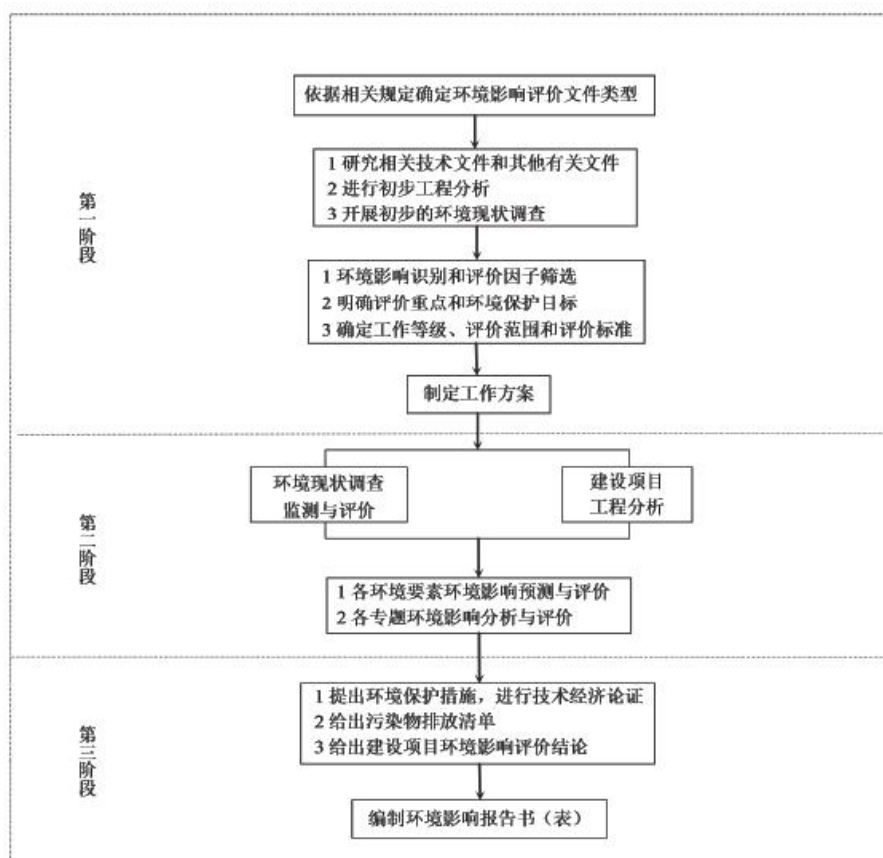 依据相关规定确定环境影响评价文件类型
1 研究相关技术文件和其他有关文件
2 进行初步工程分析
3 开展初步的环境现状调查
第一阶段
1 环境影响识别和评价因子筛选
2 明确评价重点和环境保护目标
3 确定工作等级、评价范围和评价标准
制定工作方案
环境现状调查
监测与评价
建设项目
工程分析
第二阶段
1 各环境要素环境影响预测与评价
2 各专题环境影响分析与评价
1 提出环境保护措施，进行技术经济论证
2 给出污染物排放清单
3 给出建设项目环境影响评价结论
第三阶段
编制环境影响报告书（表）